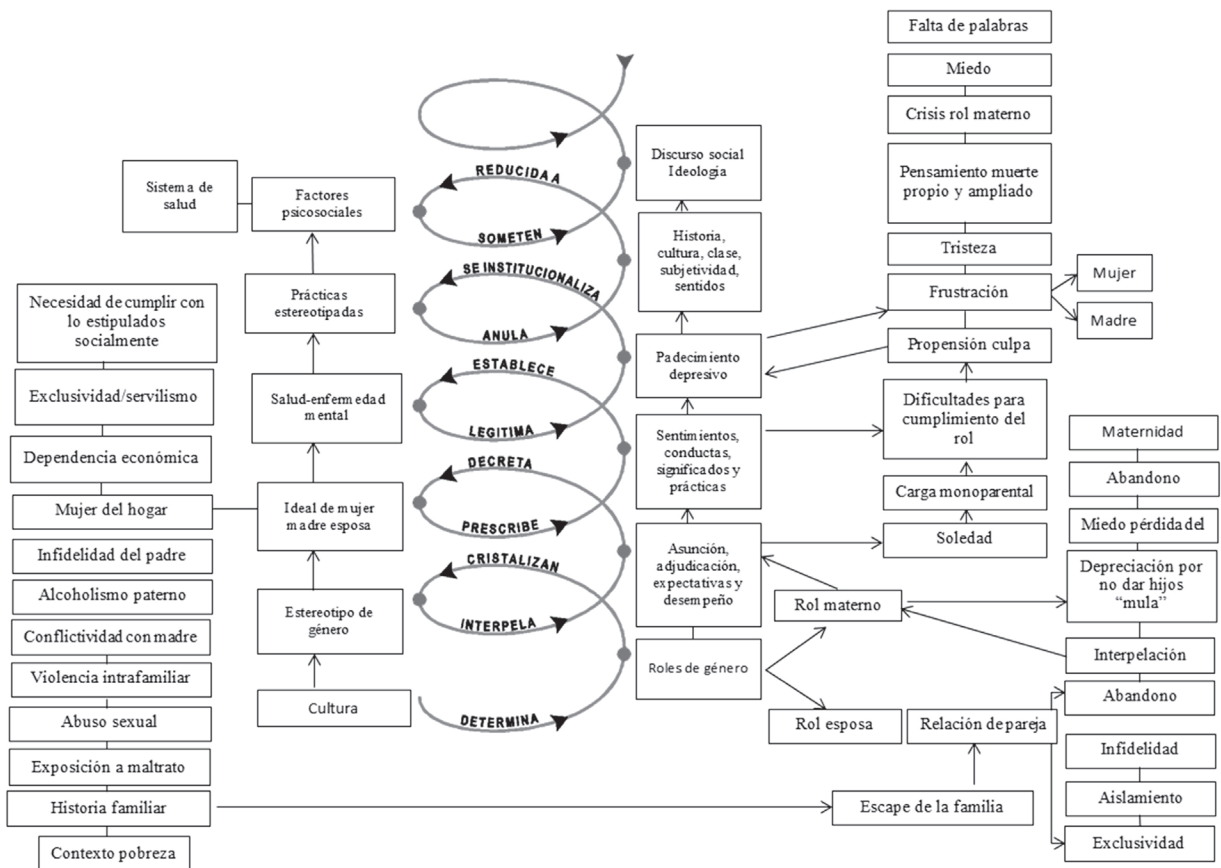 Falta de palabras
Miedo
Crisis rol materno
Pensamiento muerte
propio y ampliado
Tristeza
Frustración
Mujer
Madre
Propensión culpa
Dificultades para
cumplimiento del
rol
Carga monoparental
Soledad
Discurso social
Ideología
Historia,
cultura, clase,
subjetividad,
sentidos
Padecimiento
depresivo
Sentimientos,
conductas,
significados y
prácticas
Asunción,
adjudicación,
expectativas y
desempeño
Roles de género
Rol materno
Rol esposa
REDUCIDA A
SOMETEN
SE INSTITUCIONALIZA
ANULA
ESTABLECE
LEGITIMA
DECRETA
PRESCRIBE
CRISTALIZAN
INTERPELA
DETERMINA
Sistema de
salud
Factores
psicosociales
Prácticas
estereotipadas
Salud-enfermedad
mental
Ideal de mujer
madre esposa
Estereotipo de
género
Cultura
Necesidad de cumplir con
lo estipulados
socialmente
Exclusividad/servilismo
Dependencia económica
Mujer del hogar
Infidelidad del padre
Alcoholismo paterno
Conflictividad con madre
Violencia intrafamiliar
Abuso sexual
Exposición a maltrato
Historia familiar
Contexto pobreza
Maternidad
Abandono
Miedo pérdida del
Depreciación por
no dar hijos
“mula”
Interpelación
Abandono
Relación de pareja
Infidelidad
Aislamiento
Exclusividad
Escape de la familia